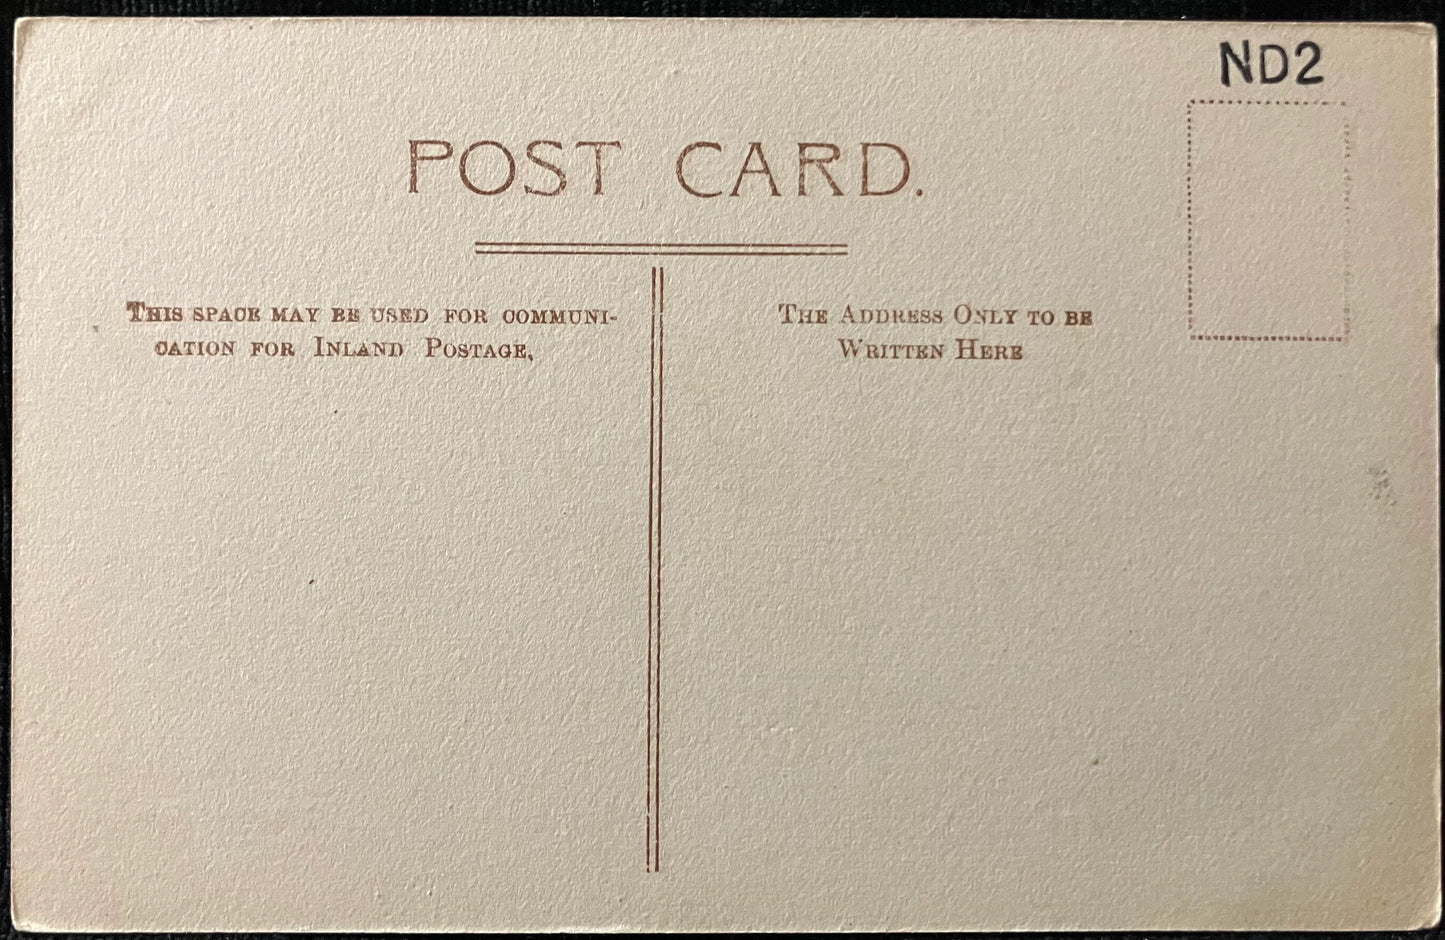 ND2
POST CARD.
THIS SPACE MAY BE USED FOR COMMUNI-
CATION FOR INLAND POSTAGE,
THE ADDRESS ONLY TO BE
WRITTEN HERE